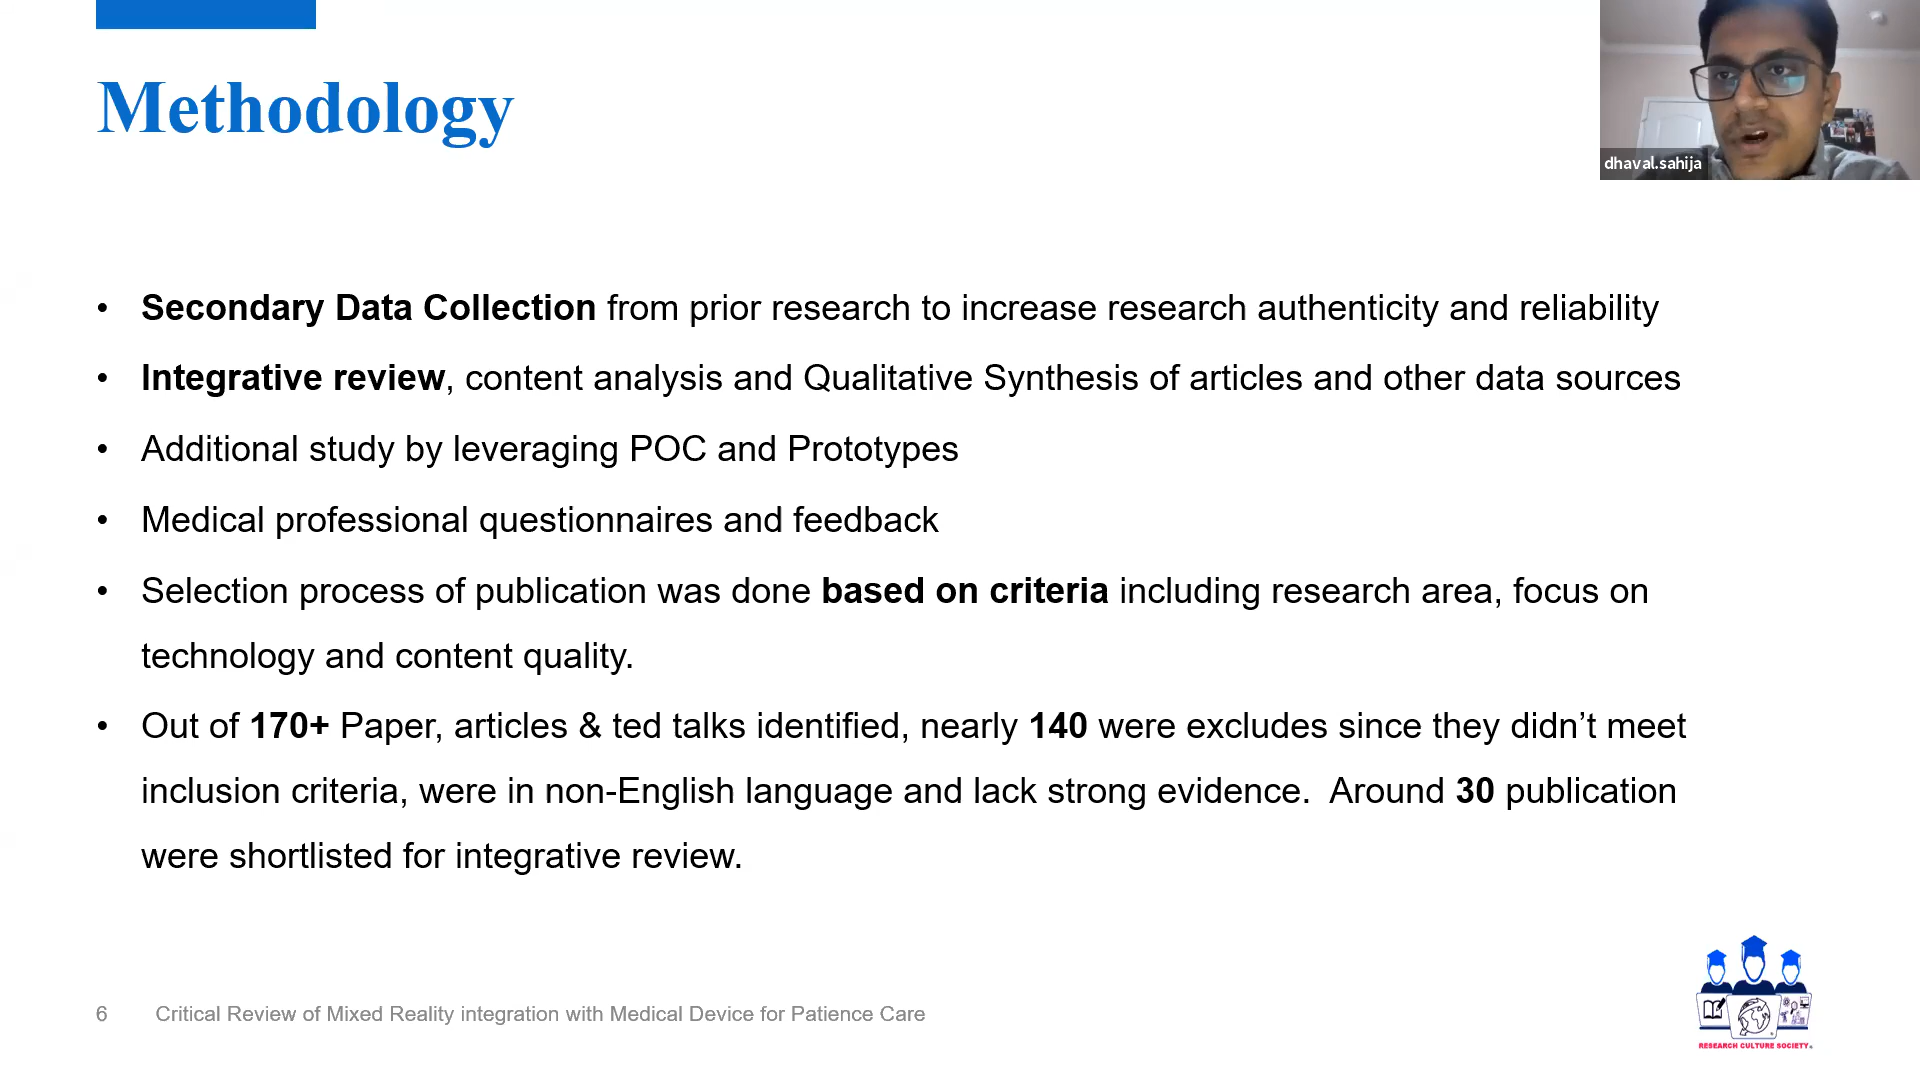 Methodology
dhaval.sahija
• Secondary Data Collection from prior research to increase research authenticity and reliability
• Integrative review, content analysis and Qualitative Synthesis of articles and other data sources
• Additional study by leveraging POC and Prototypes
• Medical professional questionnaires and feedback
• Selection process of publication was done based on criteria including research area, focus on
technology and content quality.
• Out of 170+ Paper, articles & ted talks identified, nearly 140 were excludes since they didn’t meet
inclusion criteria, were in non-English language and lack strong evidence.  Around 30 publication
were shortlisted for integrative review.
6 Critical Review of Mixed Reality integration with Medical Device for Patience Care
RESEARCH CULTURE SOCIETY